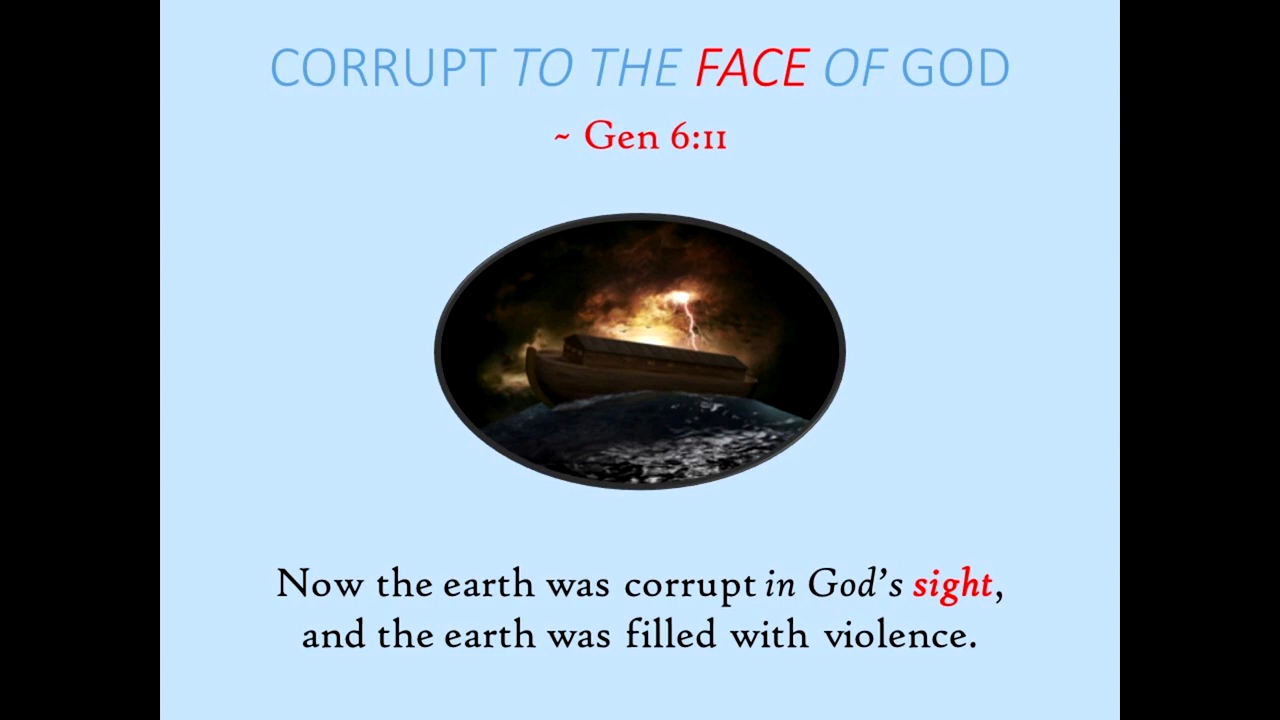 CORRUPT TO THE FACE OF GOD
~ Gen 6:11
Now the earth was corrupt in God’s sight,
and the earth was filled with violence.